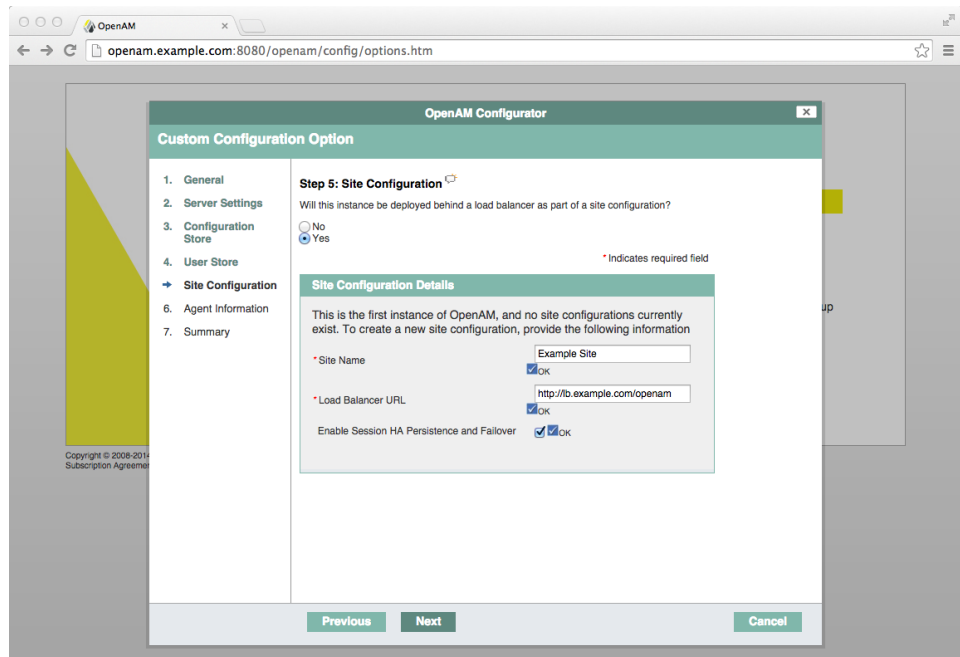 OpenAM
openam.example.com:8080/openam/config/options.htm
OpenAM Configurator
Custom Configuration Option
1. General
2. Server Settings
3. Configuration
Store
4. User Store
Site Configuration
6. Agent Information
7. Summary
Step 5: Site Configuration
Will this instance be deployed behind a load balancer as part of a site configuration?
No
Yes
* Indicates required field
Site Configuration Details
This is the first instance of OpenAM, and no site configurations currently
exist. To create a new site configuration, provide the following information
* Site Name
Example Site
OK
* Load Balancer URL
http://lb.example.com/openam
OK
Enable Session HA Persistence and Failover
OK
up
Copyright © 2008-2014
Subscription Agreemen
Previous
Next
Cancel